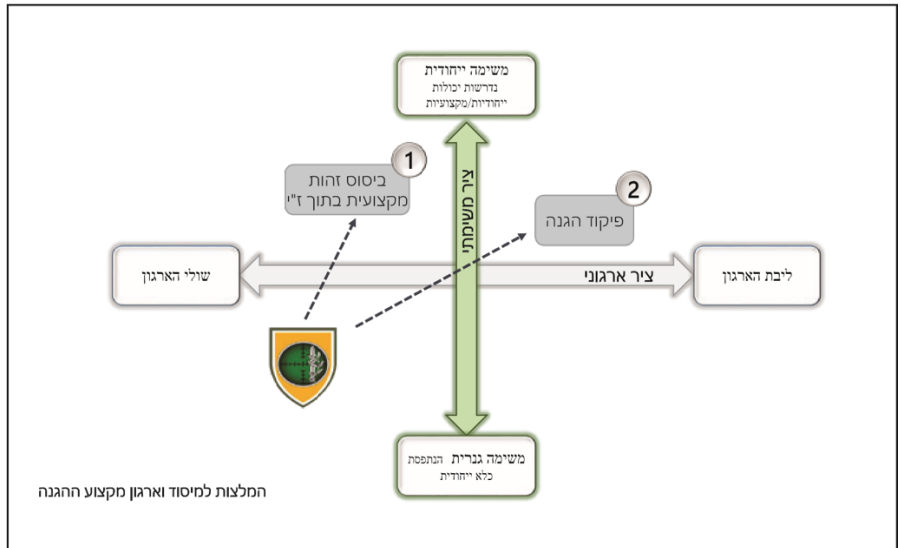 משימה ייחודית
נדרשות יכולות
ייחודיות/מקצועיות
1
ביסוס זהות
מקצועית בתוך ז"י
2
פיקוד הגנה
ציר משימתי
ליבת הארגון
ציר ארגוני
שולי הארגון
משימה גנרית הנתפסת
כלא ייחודית
המלצות למיסוד וארגון מקצוע ההגנה